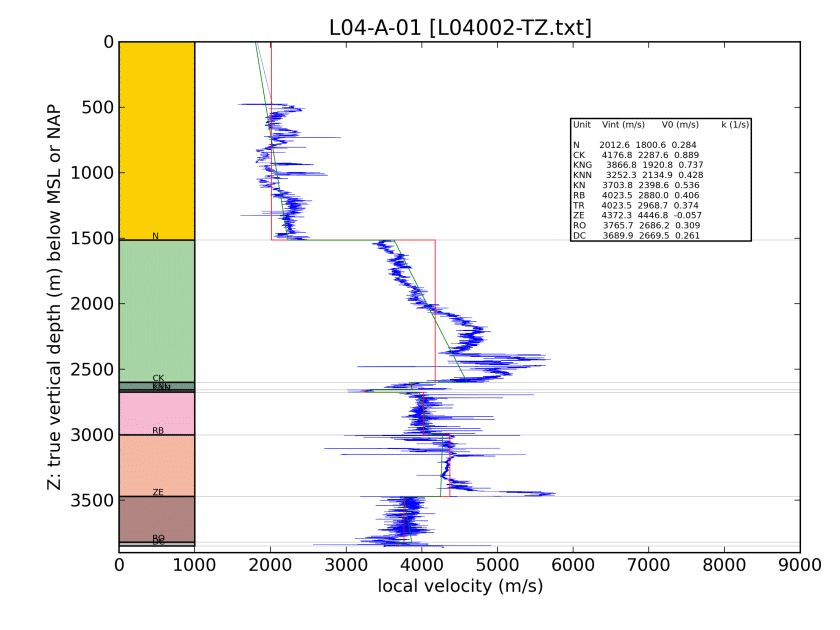 L04-A-01 [L04002-TZ.txt]
0
500
1000
1500
2000
2500
3000
3500
Z: true vertical depth (m) below MSL or NAP
N
CK
RB
ZE
RO
Unit Vint (m/s) V0 (m/s) k (1/s)
N 2012.6 1800.6 0.284
CK 4176.8 2287.6 0.889
KNG 3866.8 1920.8 0.737
KNN 3252.3 2134.9 0.428
KN 3703.8 2398.6 0.536
RB 4023.5 2880.0 0.406
TR 4023.5 2968.7 0.374
ZE 4372.3 4446.8 -0.057
RO 3765.7 2686.2 0.309
DC 3689.9 2669.5 0.261
0 1000 2000 3000 4000 5000 6000 7000 8000 9000
local velocity (m/s)